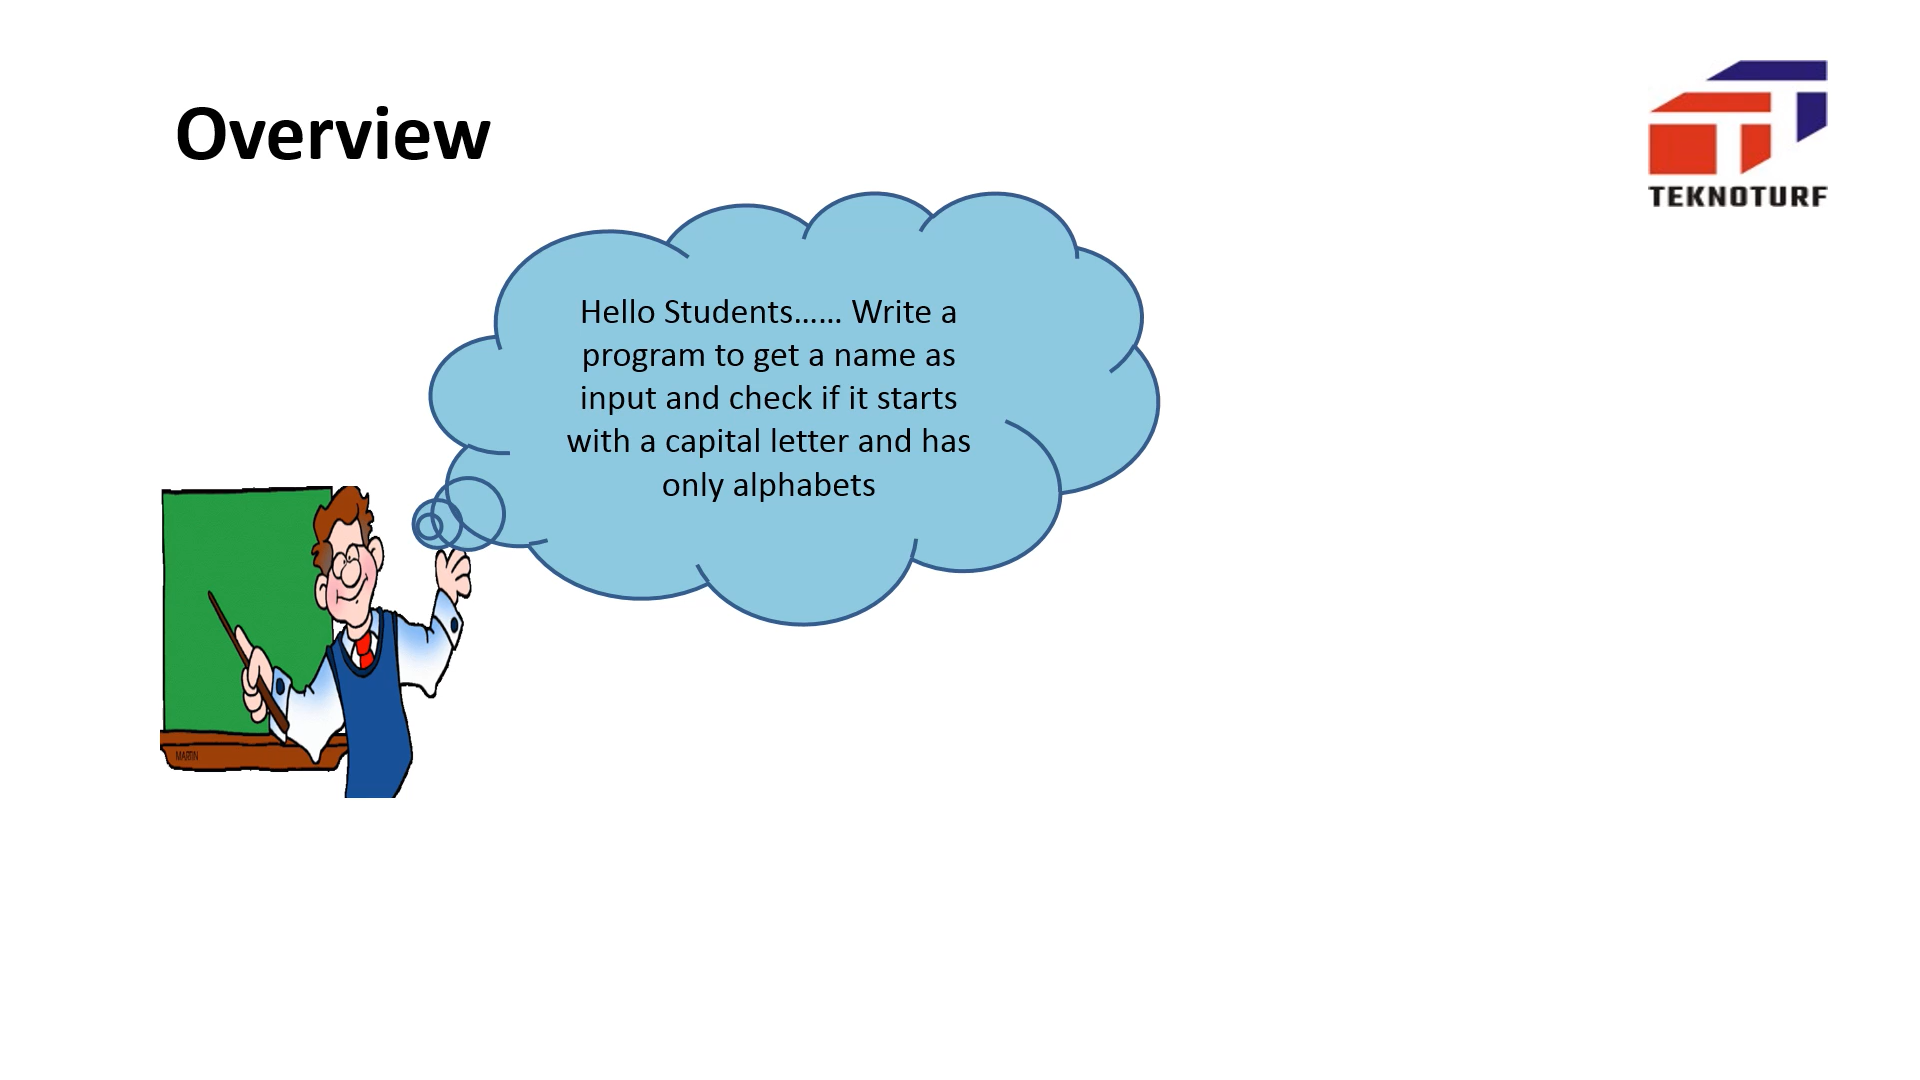 Overview
TEKNOTURF
Hello Students…… Write a
program to get a name as
input and check if it starts
with a capital letter and has
only alphabets
MARTIN